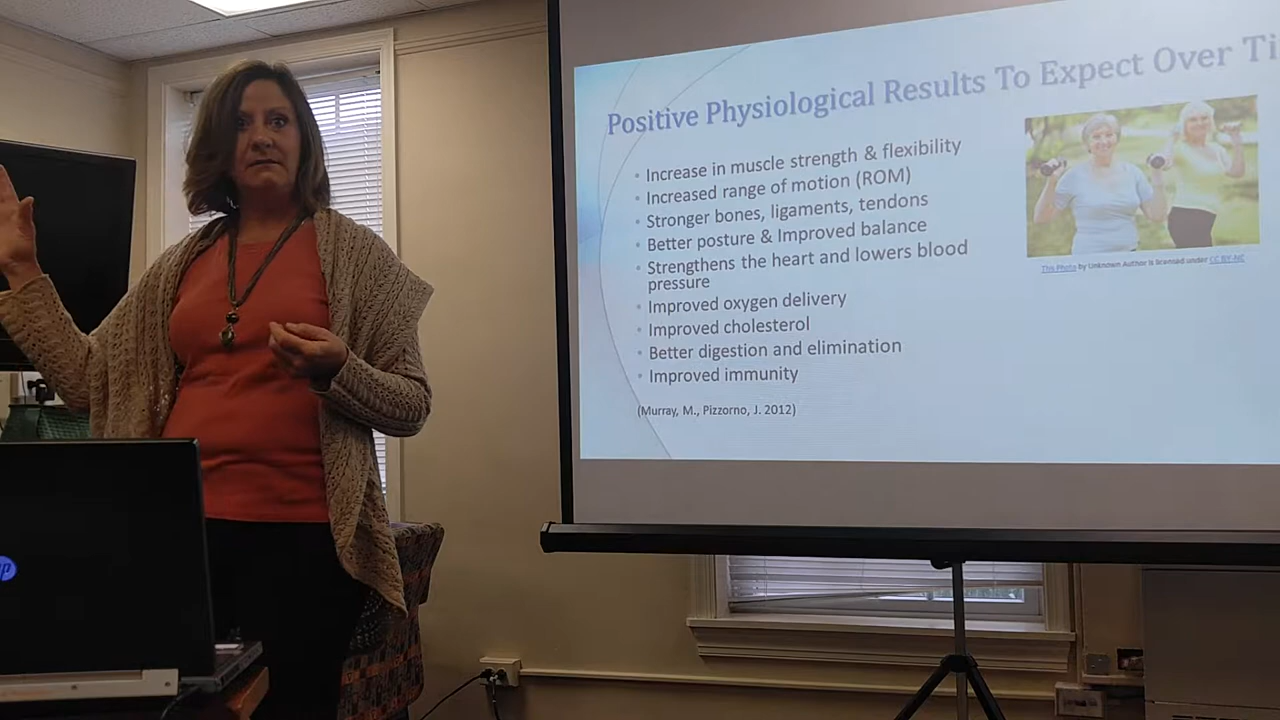 Positive Physiological Results To Expect Over Ti
• Increase in muscle strength & flexibility
• Increased range of motion (ROM)
• Stronger bones, ligaments, tendons
• Better posture & Improved balance
• Strengthens the heart and lowers blood
pressure
• Improved oxygen delivery
• Improved cholesterol
• Better digestion and elimination
• Improved immunity
(Murray, M., Pizzorno, J. 2012)
This Photo by Unknown Author is licensed under CC BY-NC
hp